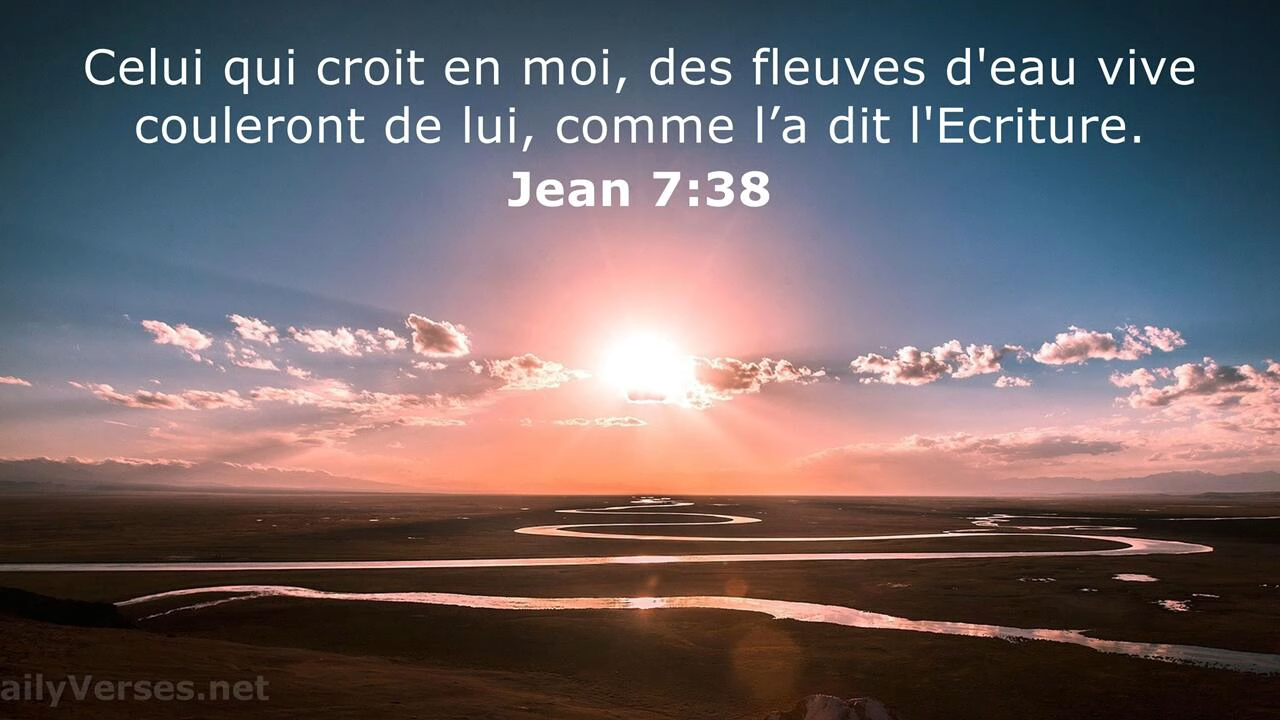 Celui qui croit en moi, des fleuves d'eau vive
couleront de lui, comme l’a dit l'Ecriture.
Jean 7:38
ailyVerses.net